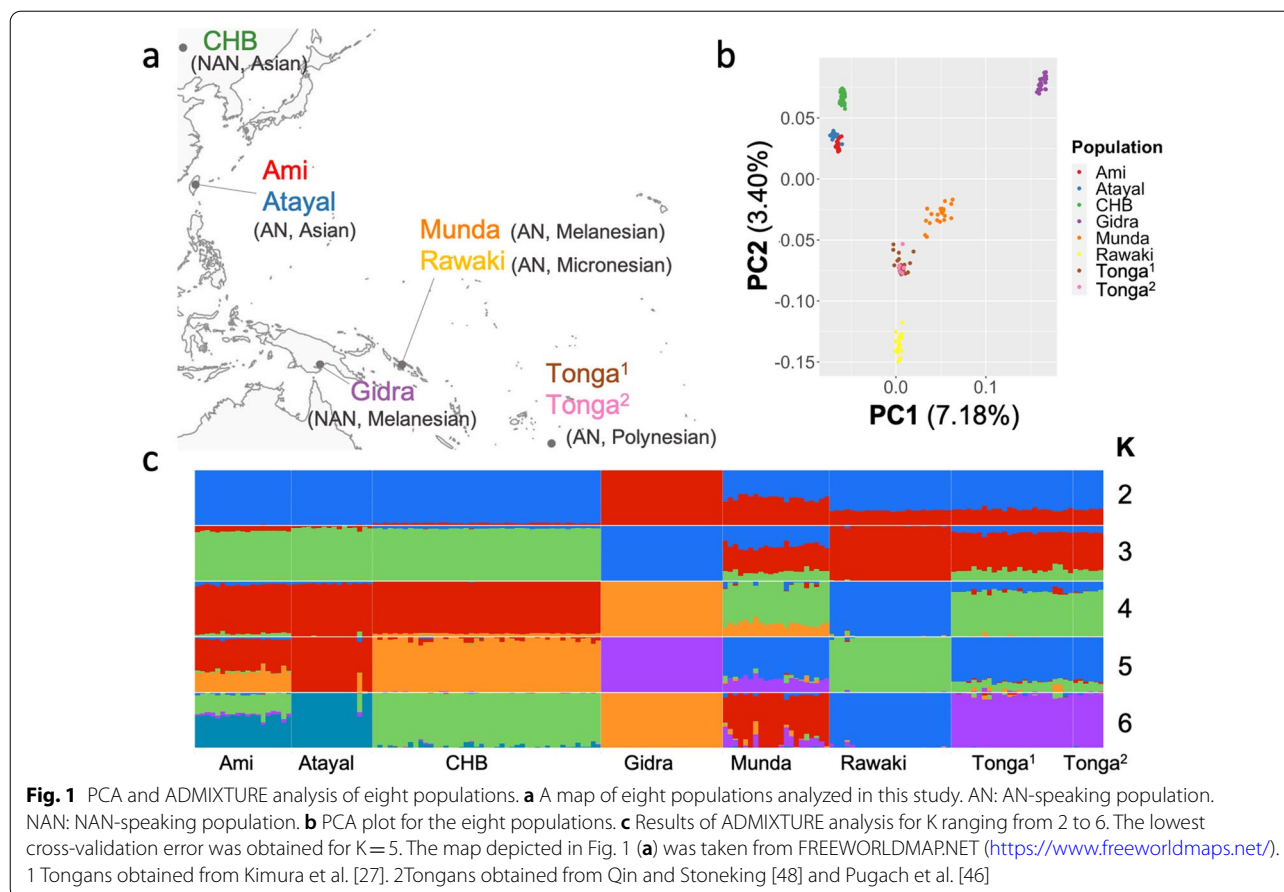 a
CHB
(NAN, Asian)
Ami
Atayal
(AN, Asian)
Munda (AN, Melanesian)
Rawaki (AN, Micronesian)
Gidra
(NAN, Melanesian)
Tonga¹
Tonga²
(AN, Polynesian)
b
PC2 (3.40%)
0.05
0.00
-0.05
-0.10
-0.15
0.0 0.1
PC1 (7.18%)
Population
Ami
Atayal
CHB
Gidra
Munda
Rawaki
Tonga¹
Tonga²
c
K
2
3
4
5
6
Ami Atayal CHB Gidra Munda Rawaki Tonga¹ Tonga²
Fig. 1 PCA and ADMIXTURE analysis of eight populations. a A map of eight populations analyzed in this study. AN: AN-speaking population.
NAN: NAN-speaking population. b PCA plot for the eight populations. c Results of ADMIXTURE analysis for K ranging from 2 to 6. The lowest
cross-validation error was obtained for K = 5. The map depicted in Fig. 1 (a) was taken from FREEWORLDMAP.NET (https://www.freeworldmaps.net/).
1 Tongans obtained from Kimura et al. [27]. 2Tongans obtained from Qin and Stoneking [48] and Pugach et al. [46]